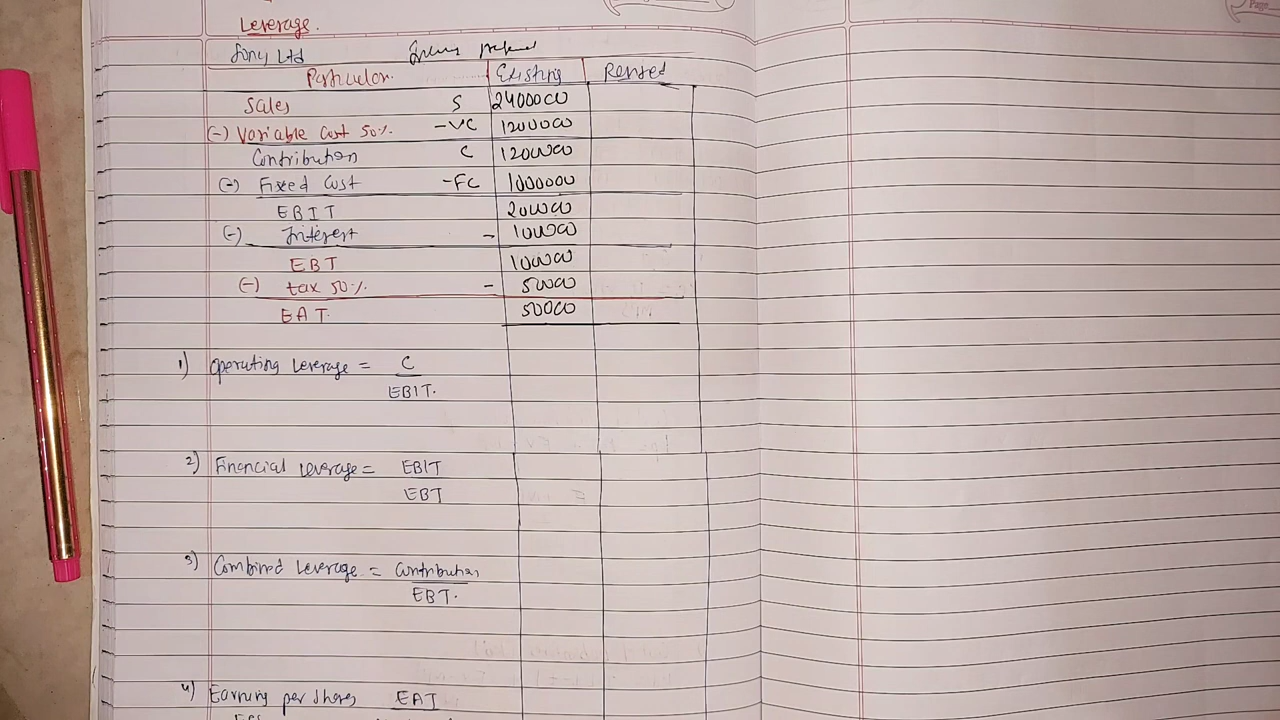 Page
Leverage.
Sony Ltd
Particular. Existing Revised
Sales S 2400000
(-) Variable Cost 50%. -VC 1200000
Contribution C 1200000
(-) Fixed Cost -FC 1000000
EBIT 200000
(-) Interest - 100000
EBT 100000
(-) tax 50%. - 50000
EAT. 50000
1) Operating Leverage = C
EBIT.
2) Financial Leverage = EBIT
EBT
3) Combined Leverage = Contribution
EBT.
4) Earning per shares EAT